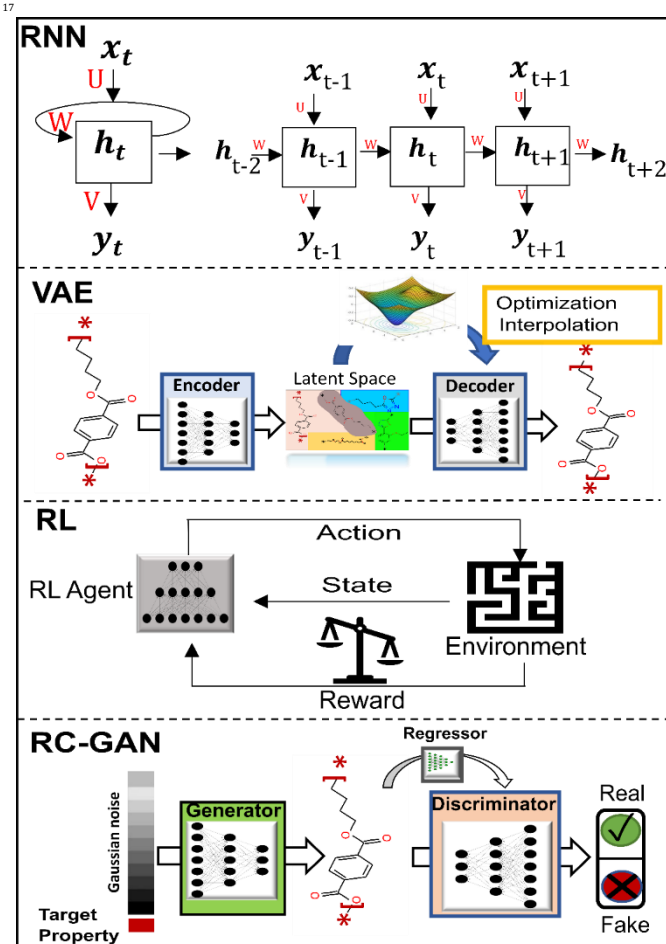 17
RNN
x_t
U
W
h_t
V
y_t
x_t-1 x_t x_t+1
U U U
h_t-2 W h_t-1 W h_t W h_t+1 W h_t+2
V V V
y_t-1 y_t y_t+1
VAE
Optimization
Interpolation
*
O
O
O
O
*
Encoder
Latent Space
Decoder
*
O
O
O
O
*
RL
Action
RL Agent
State
Environment
Reward
RC-GAN
Gaussian noise
Target
Property
Generator
*
O
O
O
O
*
Regressor
Discriminator
Real
Fake